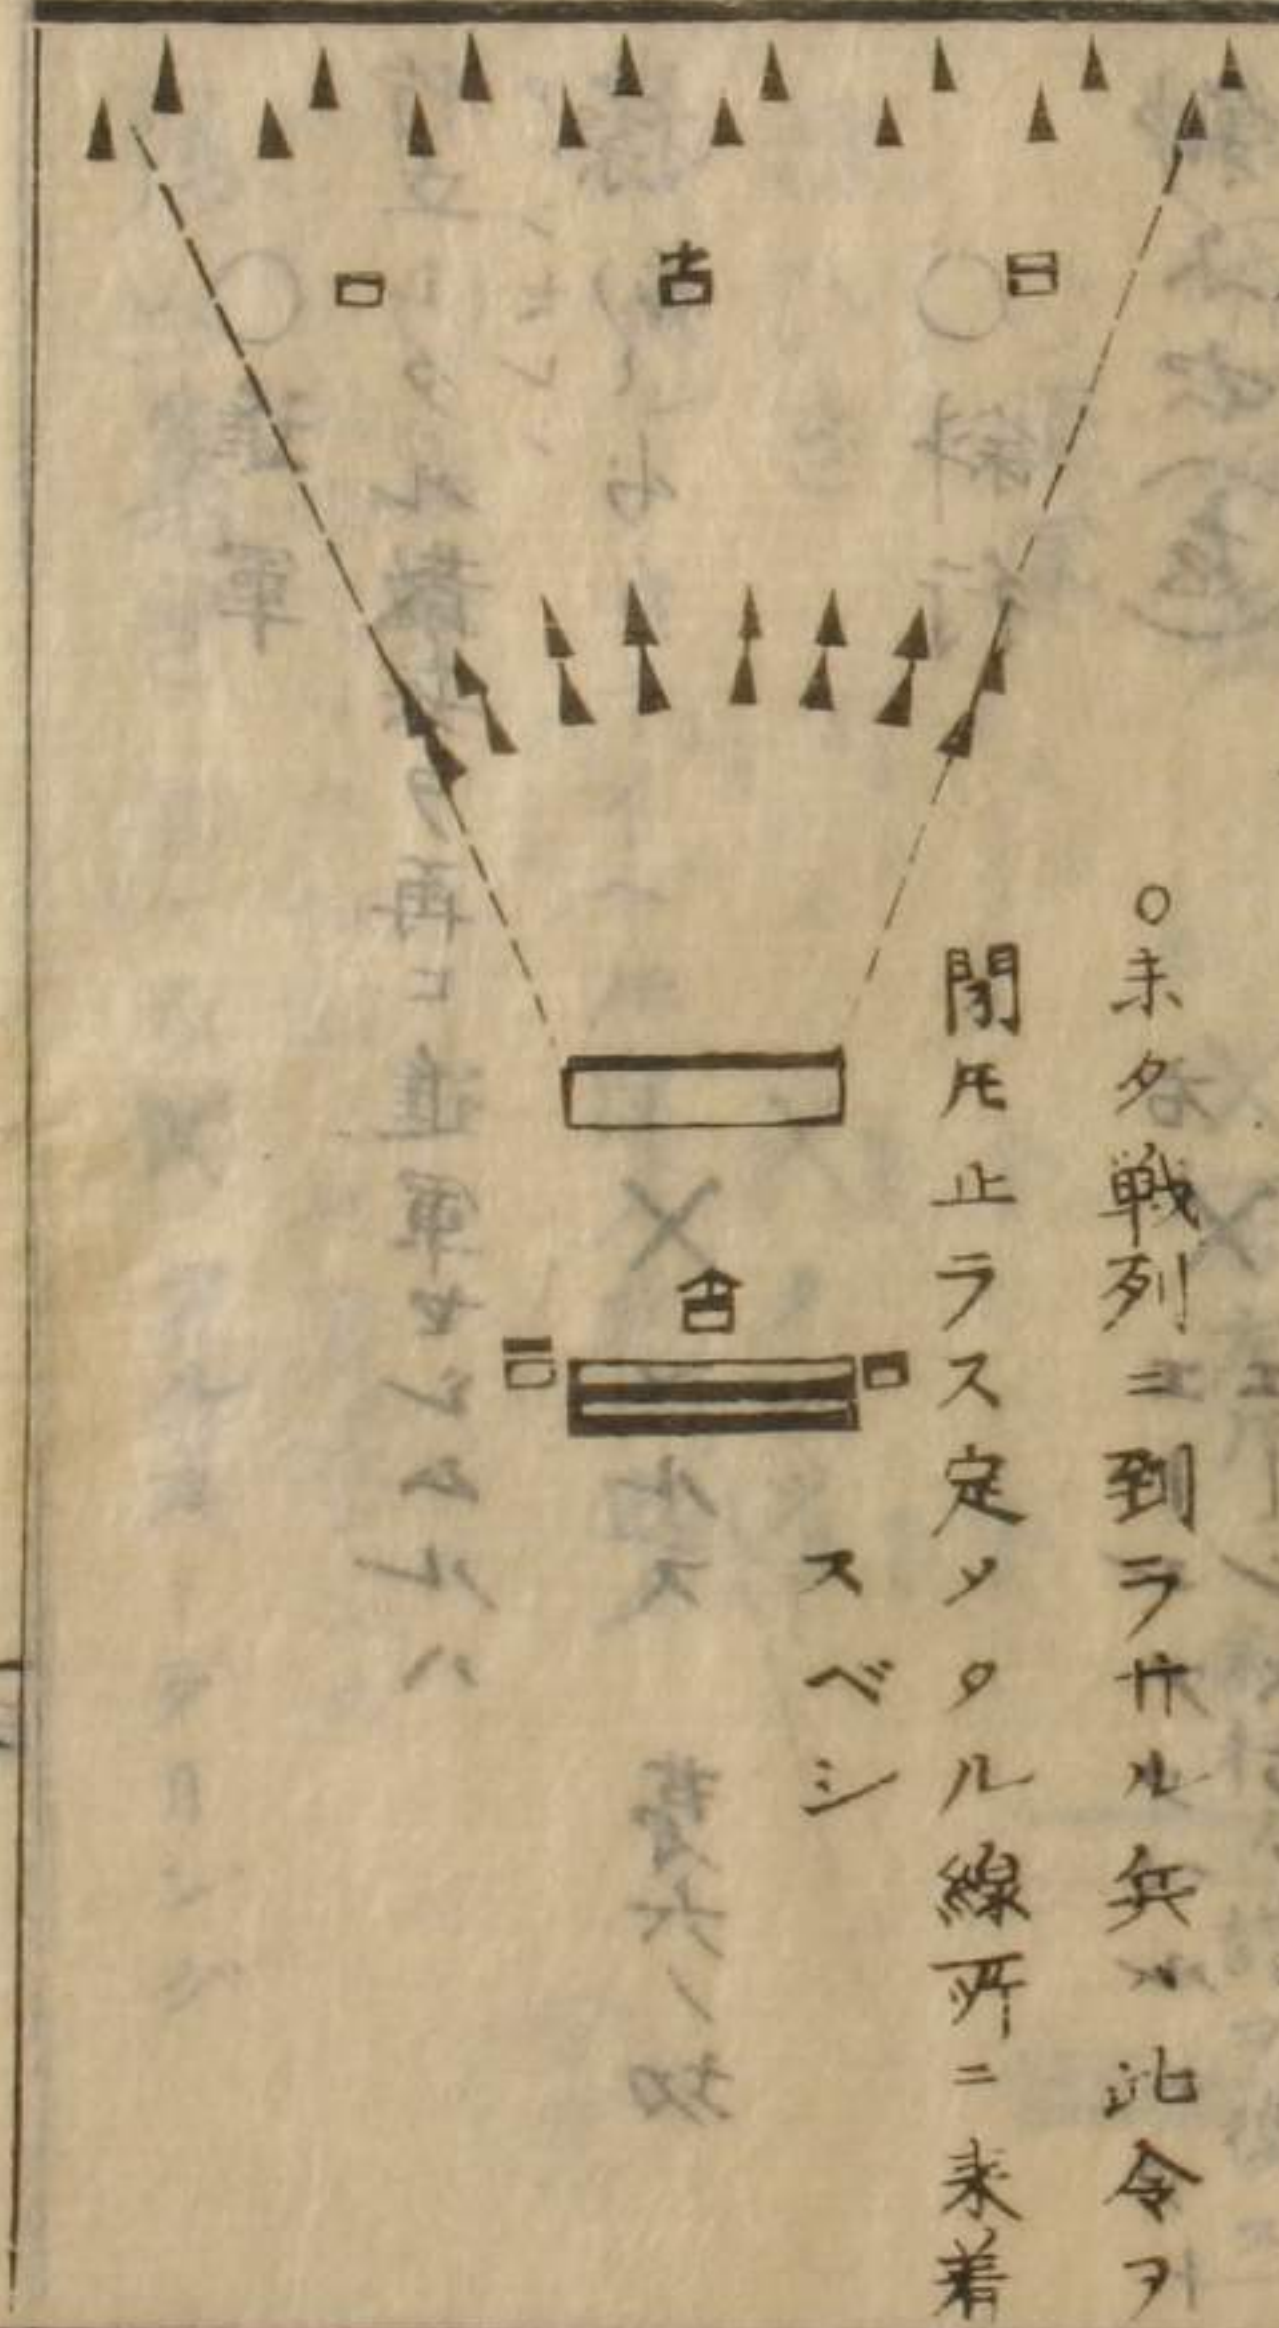 ○未タ戦列ニ到ラサル兵ハ此令ヲ
聞𪜈止ラス定メタル線所ニ来着
スベシ